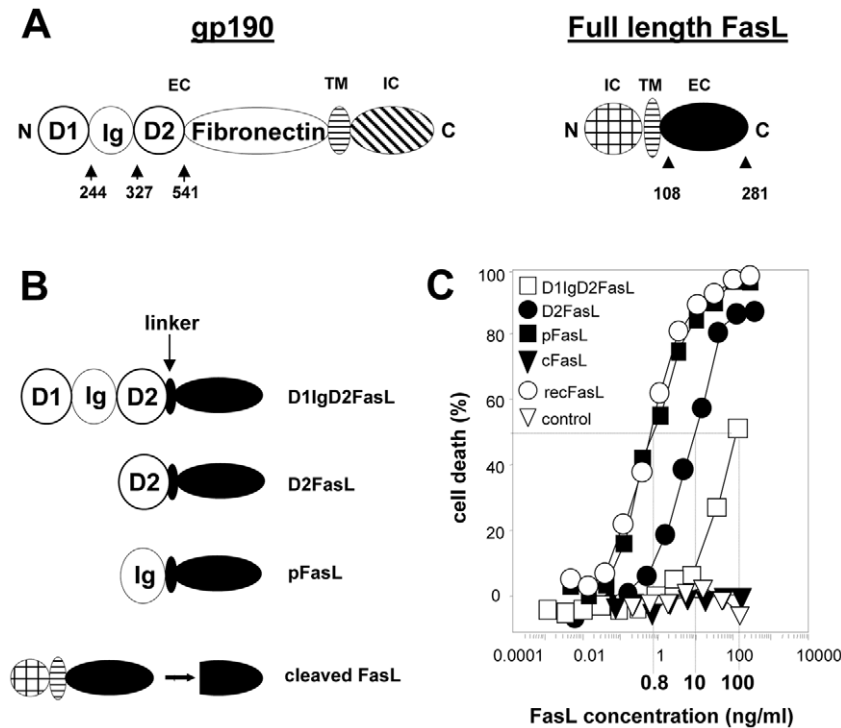 A
gp190
Full length FasL
EC
TM
IC
N
D1
Ig
D2
Fibronectin
C
244
327
541
IC
TM
EC
N
C
108
281
B
linker
D1
Ig
D2
D1IgD2FasL
D2
D2FasL
Ig
pFasL
cleaved FasL
C
100
80
60
40
20
0
cell death (%)
D1IgD2FasL
D2FasL
pFasL
cFasL
recFasL
control
0.0001
0.01
1
100
10000
0.8
10
100
FasL concentration (ng/ml)